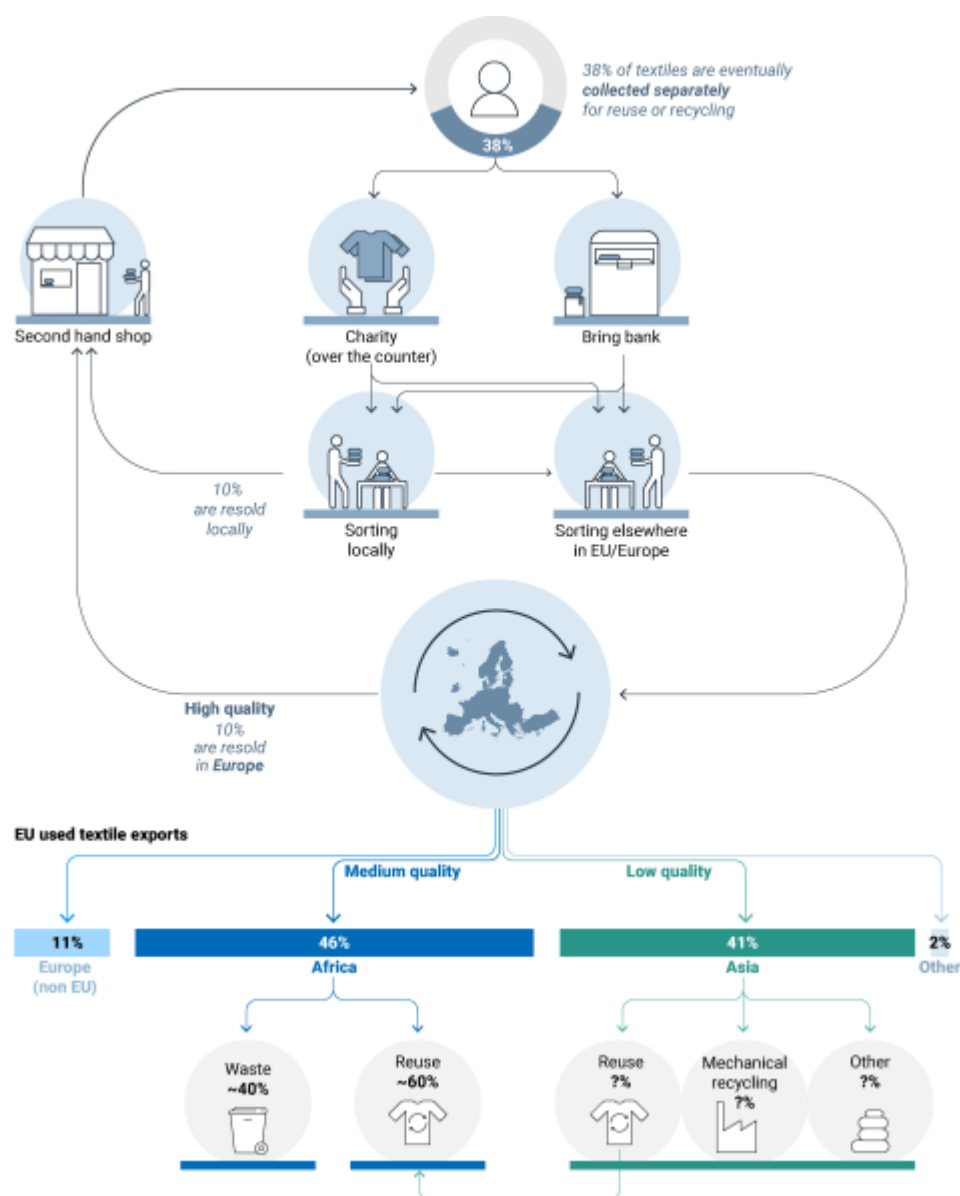 38% of textiles are eventually
collected separately
for reuse or recycling
38%
Second hand shop
Charity
(over the counter)
Bring bank
10%
are resold
locally
Sorting
locally
Sorting elsewhere
in EU/Europe
High quality
10%
are resold
in Europe
EU used textile exports
Medium quality
Low quality
11%
46%
41%
2%
Europe
(non EU)
Africa
Asia
Other
Waste
~40%
Reuse
~60%
Reuse
?%
Mechanical
recycling
?%
Other
?%